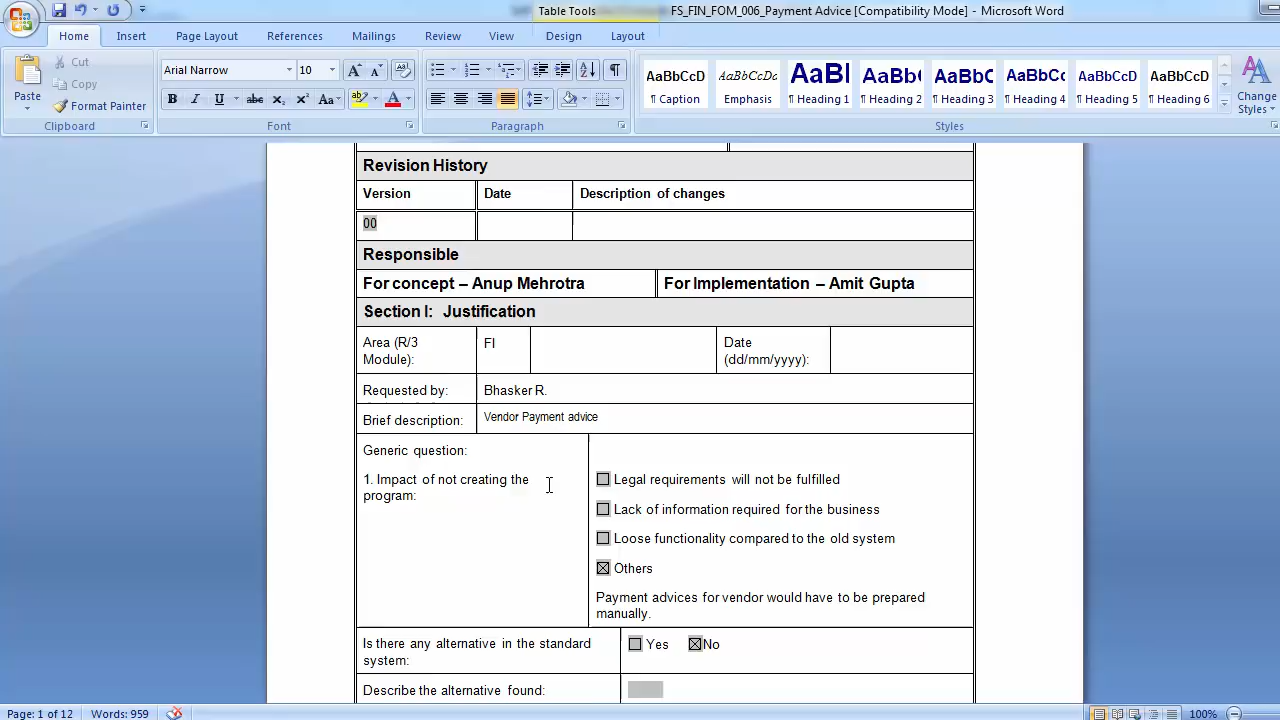 Table Tools
FS_FIN_FOM_006_Payment Advice [Compatibility Mode] - Microsoft Word
Home Insert Page Layout References Mailings Review View Design Layout
Paste
Cut
Copy
Format Painter
Clipboard
Arial Narrow 10
B I U abc X₂ X² Aa
Font
Paragraph
AaBbCcD AaBbCcDc AaBl AaBb( AaBbC AaBbCcI AaBbCcD AaBbCcD
¶ Caption Emphasis ¶ Heading 1 ¶ Heading 2 ¶ Heading 3 ¶ Heading 4 ¶ Heading 5 ¶ Heading 6
Change Styles
Styles
Revision History
Version Date Description of changes
00
Responsible
For concept – Anup Mehrotra For Implementation – Amit Gupta
Section I: Justification
Area (R/3 Module): FI Date (dd/mm/yyyy):
Requested by: Bhasker R.
Brief description: Vendor Payment advice
Generic question:
1. Impact of not creating the
program:
Legal requirements will not be fulfilled
Lack of information required for the business
Loose functionality compared to the old system
Others
Payment advices for vendor would have to be prepared
manually.
Is there any alternative in the standard
system:
Yes No
Describe the alternative found:
Page: 1 of 12 Words: 959 100%